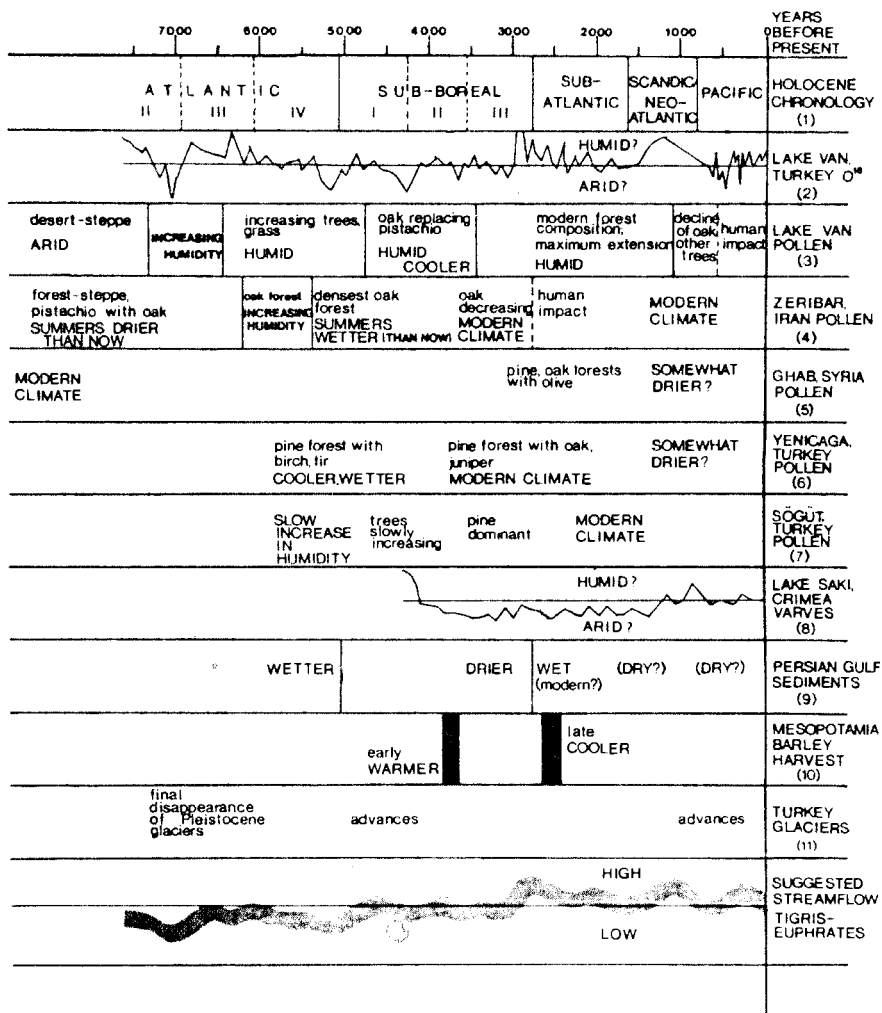 YEARS
BEFORE
PRESENT
7000 6000 5000 4000 3000 2000 1000 0
ATLANTIC
II III IV
SUB-BOREAL
I II III
SUB-
ATLANTIC
SCANDIC/
NEO-
ATLANTIC
PACIFIC
HOLOCENE
CHRONOLOGY
(1)
HUMID?
ARID?
LAKE VAN,
TURKEY O¹⁸
(2)
desert-steppe
ARID
INCREASING
HUMIDITY
increasing trees,
grass
HUMID
oak replacing
pistachio
HUMID
COOLER
modern forest
composition;
maximum extension
HUMID
decline
of oak,
other
trees
human
impact
LAKE VAN
POLLEN
(3)
forest-steppe,
pistachio with oak
SUMMERS DRIER
THAN NOW
oak forest
INCREASING
HUMIDITY
densest oak
forest
SUMMERS
WETTER (THAN NOW)
oak
decreasing
MODERN
CLIMATE
human
impact
MODERN
CLIMATE
ZERIBAR,
IRAN POLLEN
(4)
MODERN
CLIMATE
pine, oak forests
with olive
SOMEWHAT
DRIER?
GHAB, SYRIA
POLLEN
(5)
pine forest with
birch, fir
COOLER, WETTER
pine forest with oak,
juniper
MODERN CLIMATE
SOMEWHAT
DRIER?
YENICAGA,
TURKEY
POLLEN
(6)
SLOW
INCREASE
IN
HUMIDITY
trees
slowly
increasing
pine
dominant
MODERN
CLIMATE
SÖGÜT,
TURKEY
POLLEN
(7)
HUMID?
ARID?
LAKE SAKI,
CRIMEA
VARVES
(8)
WETTER
DRIER
WET
(modern?)
(DRY?)
(DRY?)
PERSIAN GULF
SEDIMENTS
(9)
early
WARMER
late
COOLER
MESOPOTAMIA
BARLEY
HARVEST
(10)
final
disappearance
of Pleistocene
glaciers
advances
advances
TURKEY
GLACIERS
(11)
HIGH
LOW
SUGGESTED
STREAMFLOW
TIGRIS-
EUPHRATES